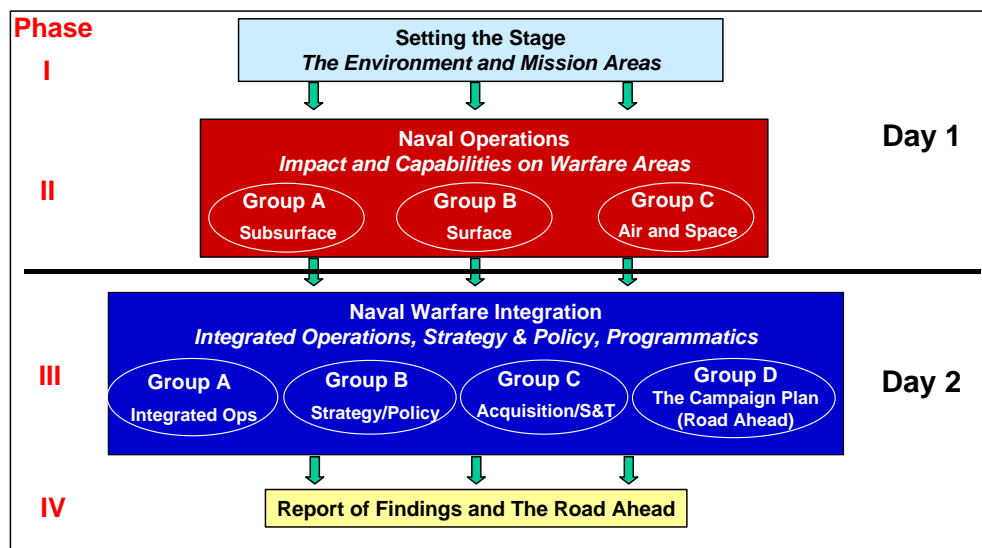 Phase
I
Setting the Stage
The Environment and Mission Areas
Day 1
II
Naval Operations
Impact and Capabilities on Warfare Areas
Group A
Subsurface
Group B
Surface
Group C
Air and Space
III
Naval Warfare Integration
Integrated Operations, Strategy & Policy, Programmatics
Group A
Integrated Ops
Group B
Strategy/Policy
Group C
Acquisition/S&T
Group D
The Campaign Plan
(Road Ahead)
Day 2
IV
Report of Findings and The Road Ahead